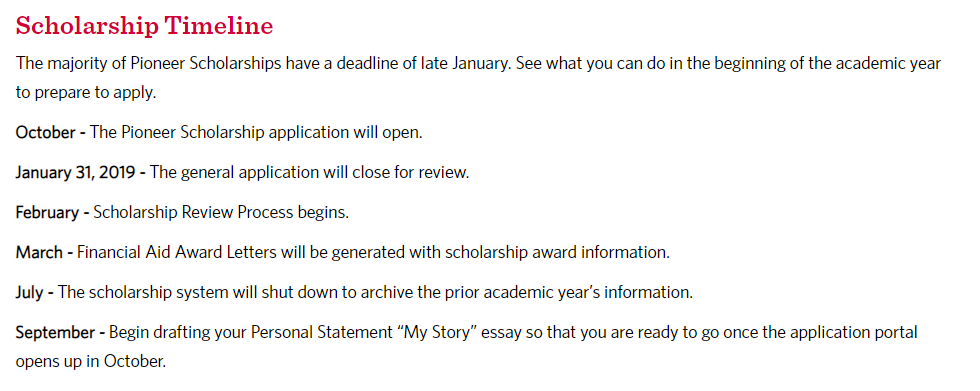 Scholarship Timeline
The majority of Pioneer Scholarships have a deadline of late January. See what you can do in the beginning of the academic year
to prepare to apply.
October - The Pioneer Scholarship application will open.
January 31, 2019 - The general application will close for review.
February - Scholarship Review Process begins.
March - Financial Aid Award Letters will be generated with scholarship award information.
July - The scholarship system will shut down to archive the prior academic year’s information.
September - Begin drafting your Personal Statement “My Story” essay so that you are ready to go once the application portal
opens up in October.